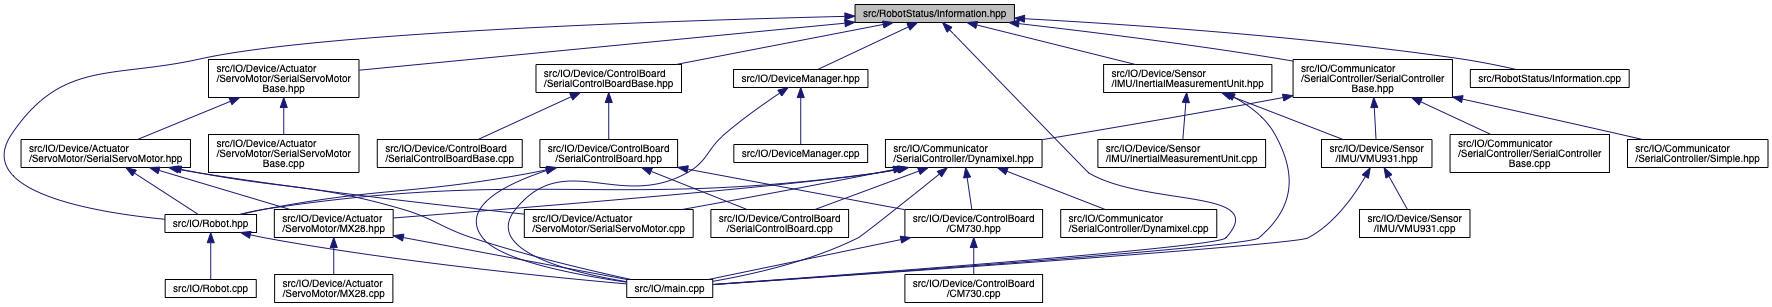 src/RobotStatus/Information.hpp
src/IO/Device/Actuator
/ServoMotor/SerialServoMotor
Base.hpp
src/IO/Device/ControlBoard
/SerialControlBoardBase.hpp
src/IO/DeviceManager.hpp
src/IO/Device/Sensor
/IMU/InertialMeasurementUnit.hpp
src/IO/Communicator
/SerialController/SerialController
Base.hpp
src/RobotStatus/Information.cpp
src/IO/Device/Actuator
/ServoMotor/SerialServoMotor.hpp
src/IO/Device/Actuator
/ServoMotor/SerialServoMotor
Base.cpp
src/IO/Device/ControlBoard
/SerialControlBoardBase.cpp
src/IO/Device/ControlBoard
/SerialControlBoard.hpp
src/IO/DeviceManager.cpp
src/IO/Communicator
/SerialController/Dynamixel.hpp
src/IO/Device/Sensor
/IMU/InertialMeasurementUnit.cpp
src/IO/Device/Sensor
/IMU/VMU931.hpp
src/IO/Communicator
/SerialController/SerialController
Base.cpp
src/IO/Communicator
/SerialController/Simple.hpp
src/IO/Robot.hpp
src/IO/Device/Actuator
/ServoMotor/MX28.hpp
src/IO/Device/Actuator
/ServoMotor/SerialServoMotor.cpp
src/IO/Device/ControlBoard
/SerialControlBoard.cpp
src/IO/Device/ControlBoard
/CM730.hpp
src/IO/Communicator
/SerialController/Dynamixel.cpp
src/IO/Device/Sensor
/IMU/VMU931.cpp
src/IO/Robot.cpp
src/IO/Device/Actuator
/ServoMotor/MX28.cpp
src/IO/main.cpp
src/IO/Device/ControlBoard
/CM730.cpp